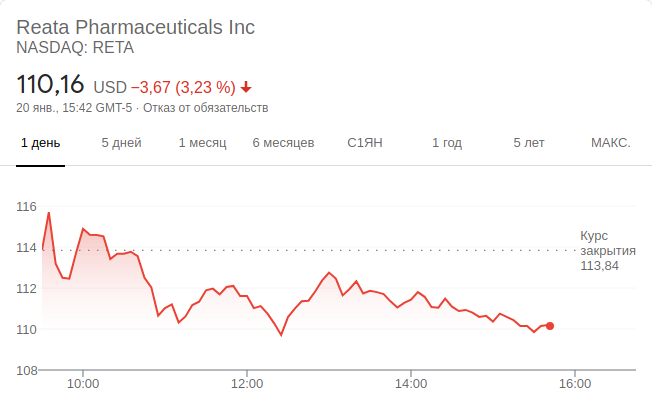 Reata Pharmaceuticals Inc
NASDAQ: RETA
110,16 USD −3,67 (3,23 %)
20 янв., 15:42 GMT-5 · Отказ от обязательств
1 день 5 дней 1 месяц 6 месяцев С1ЯН 1 год 5 лет МАКС.
116
114
112
110
108
Курс
закрытия
113,84
10:00 12:00 14:00 16:00